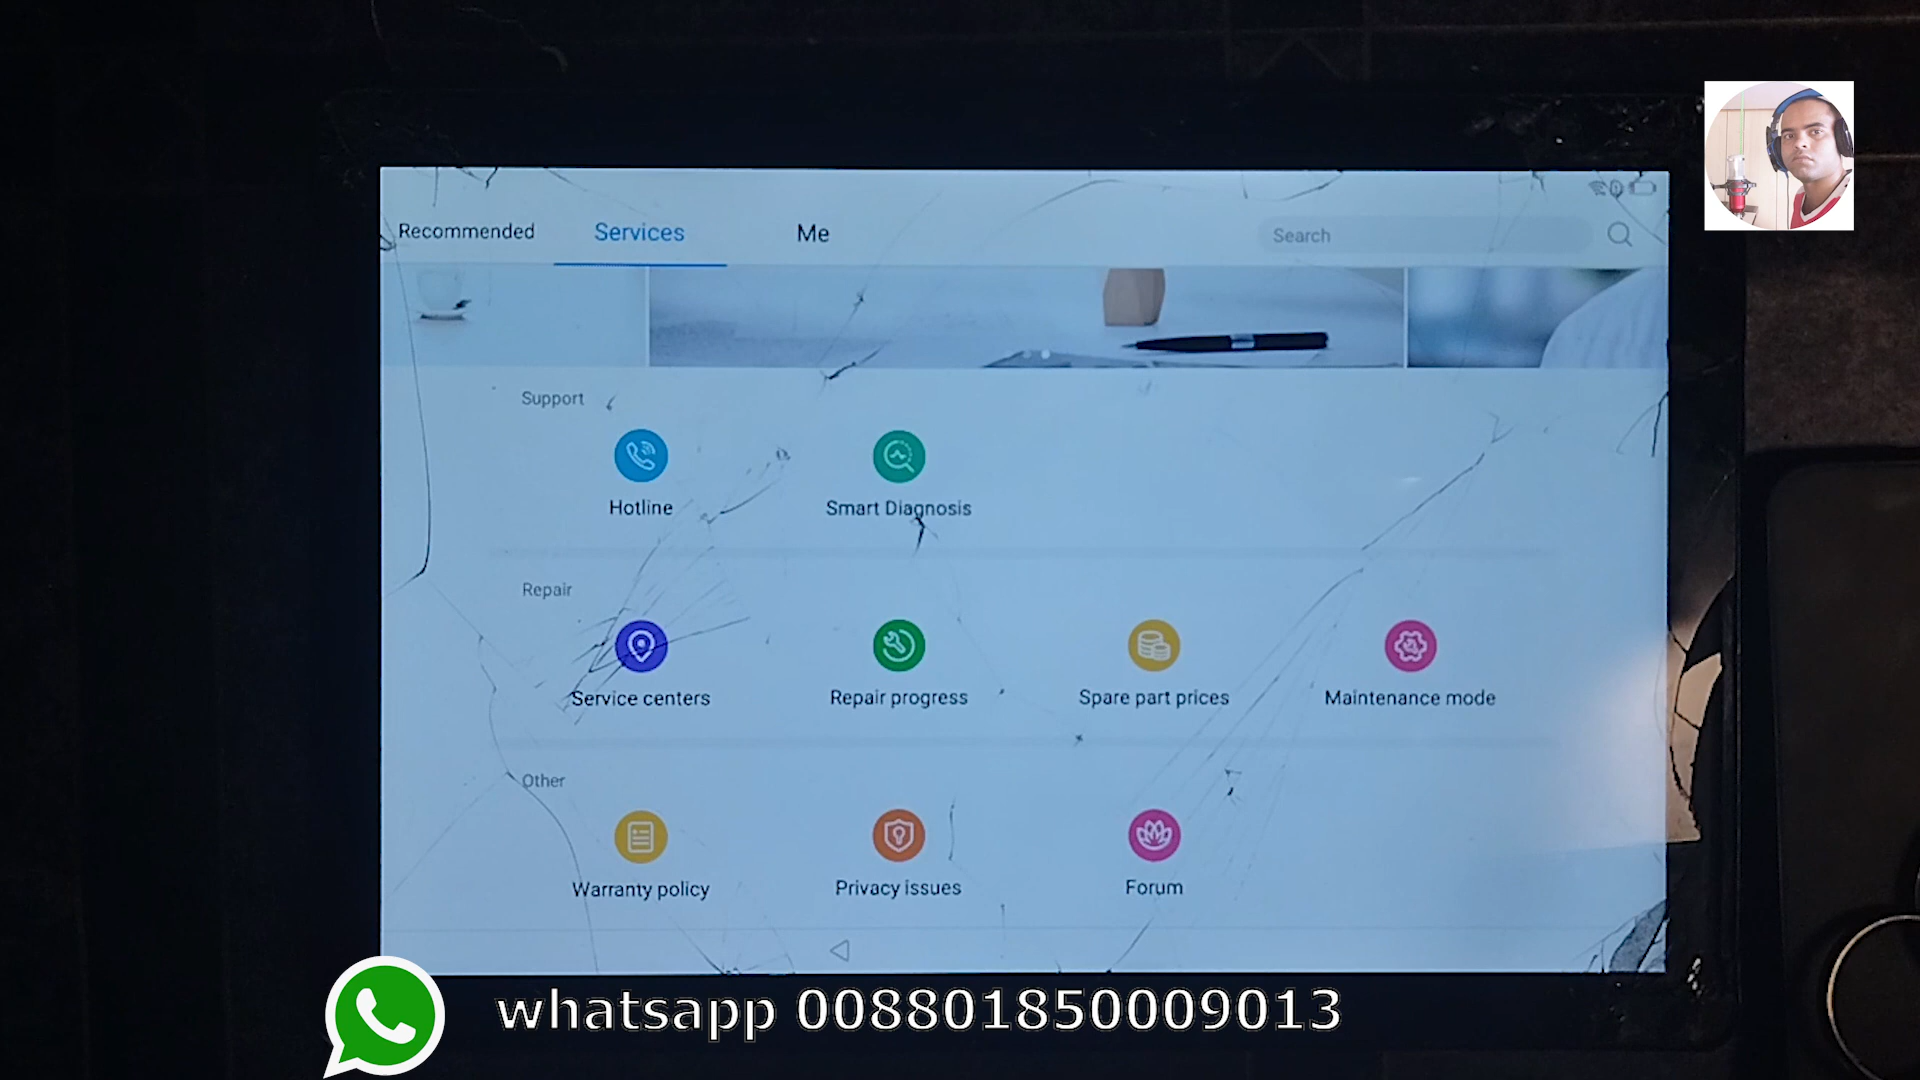 Recommended Services Me Search
Support
Hotline Smart Diagnosis
Repair
Service centers Repair progress Spare part prices Maintenance mode
Other
Warranty policy Privacy issues Forum
whatsapp 008801850009013